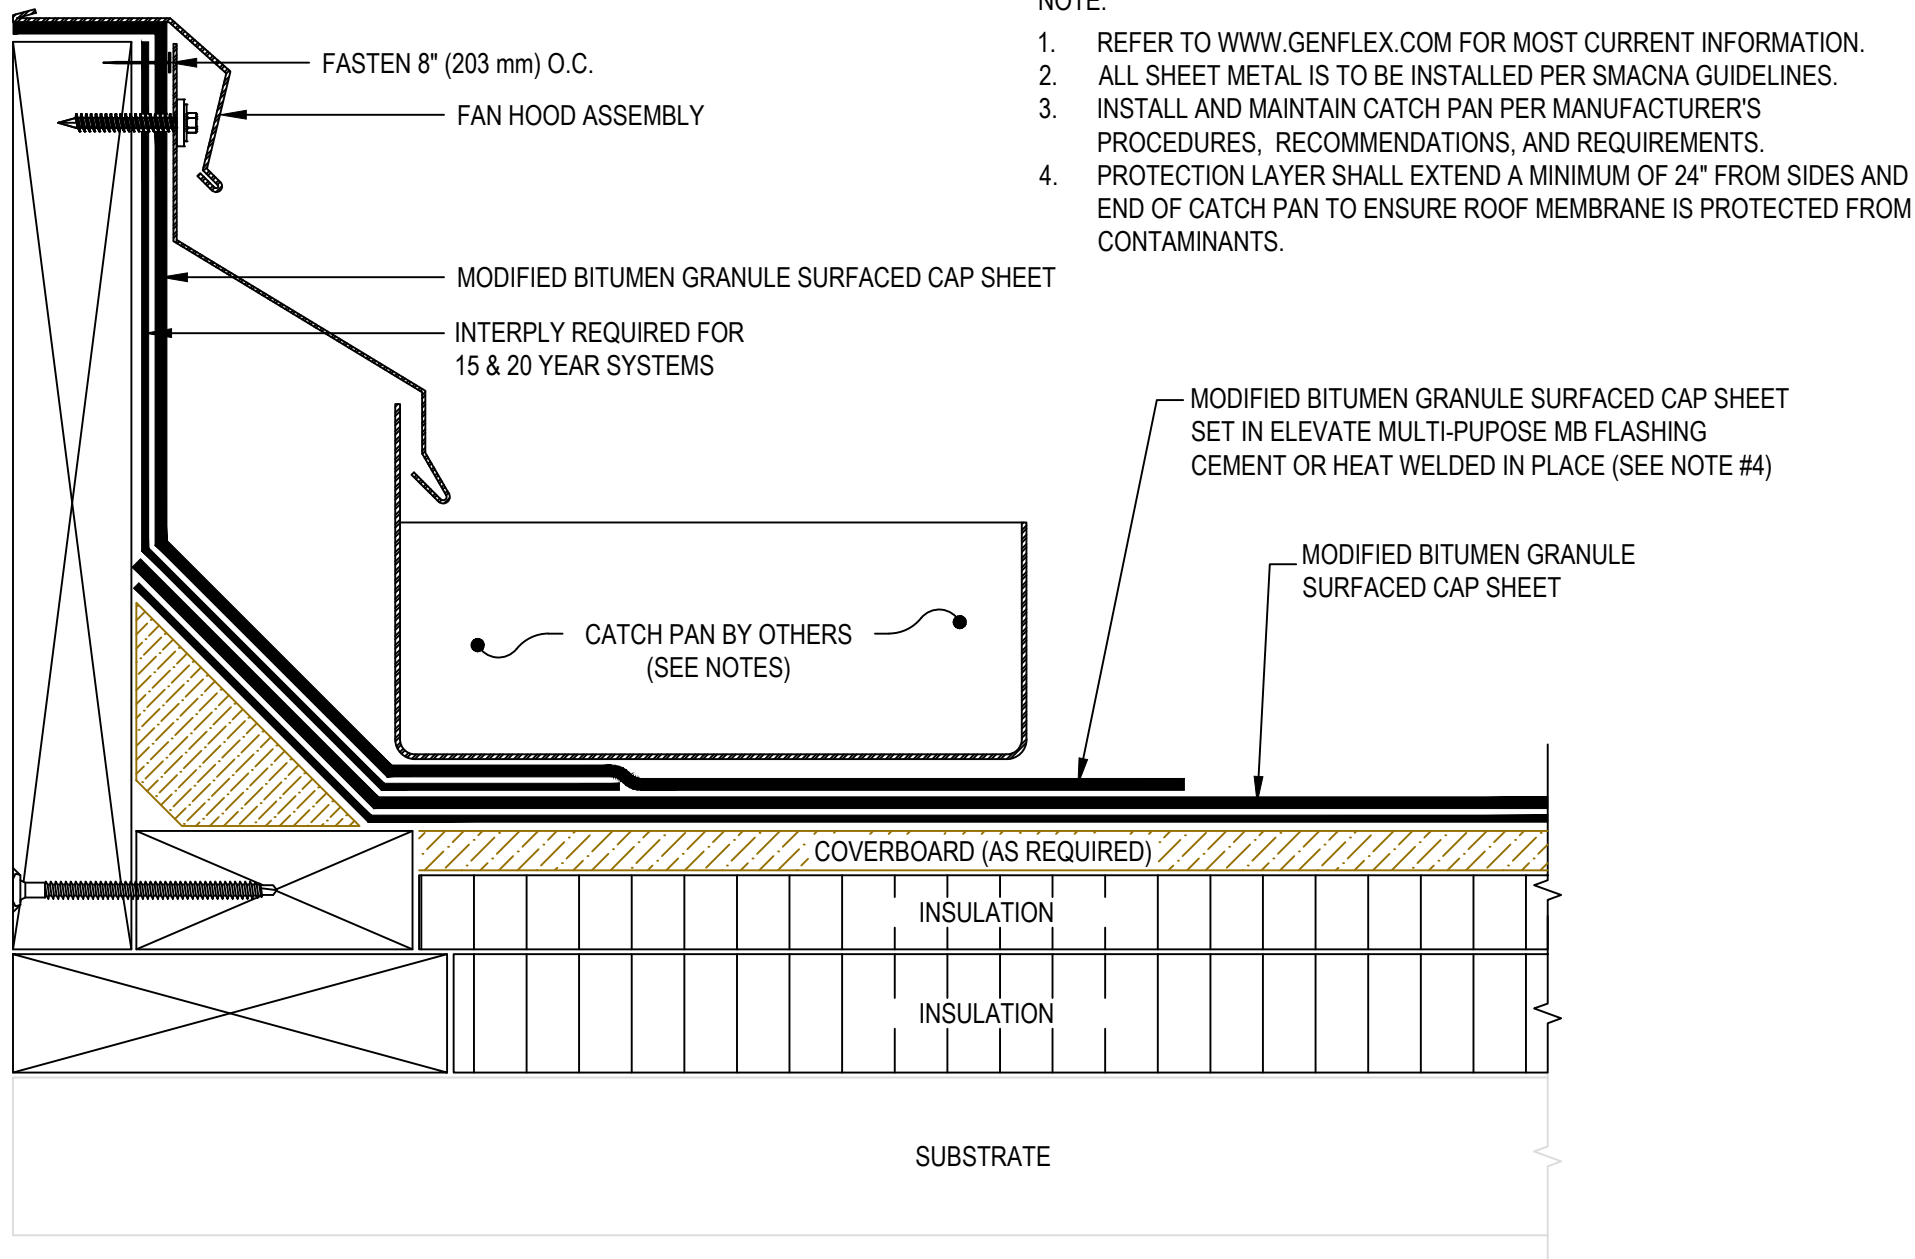 NOTE:
1. REFER TO WWW.GENFLEX.COM FOR MOST CURRENT INFORMATION.
2. ALL SHEET METAL IS TO BE INSTALLED PER SMACNA GUIDELINES.
3. INSTALL AND MAINTAIN CATCH PAN PER MANUFACTURER'S
PROCEDURES, RECOMMENDATIONS, AND REQUIREMENTS.
4. PROTECTION LAYER SHALL EXTEND A MINIMUM OF 24" FROM SIDES AND
END OF CATCH PAN TO ENSURE ROOF MEMBRANE IS PROTECTED FROM
CONTAMINANTS.
FASTEN 8" (203 mm) O.C.
FAN HOOD ASSEMBLY
MODIFIED BITUMEN GRANULE SURFACED CAP SHEET
INTERPLY REQUIRED FOR
15 & 20 YEAR SYSTEMS
MODIFIED BITUMEN GRANULE SURFACED CAP SHEET
SET IN ELEVATE MULTI-PUPOSE MB FLASHING
CEMENT OR HEAT WELDED IN PLACE (SEE NOTE #4)
MODIFIED BITUMEN GRANULE
SURFACED CAP SHEET
CATCH PAN BY OTHERS
(SEE NOTES)
COVERBOARD (AS REQUIRED)
INSULATION
INSULATION
SUBSTRATE